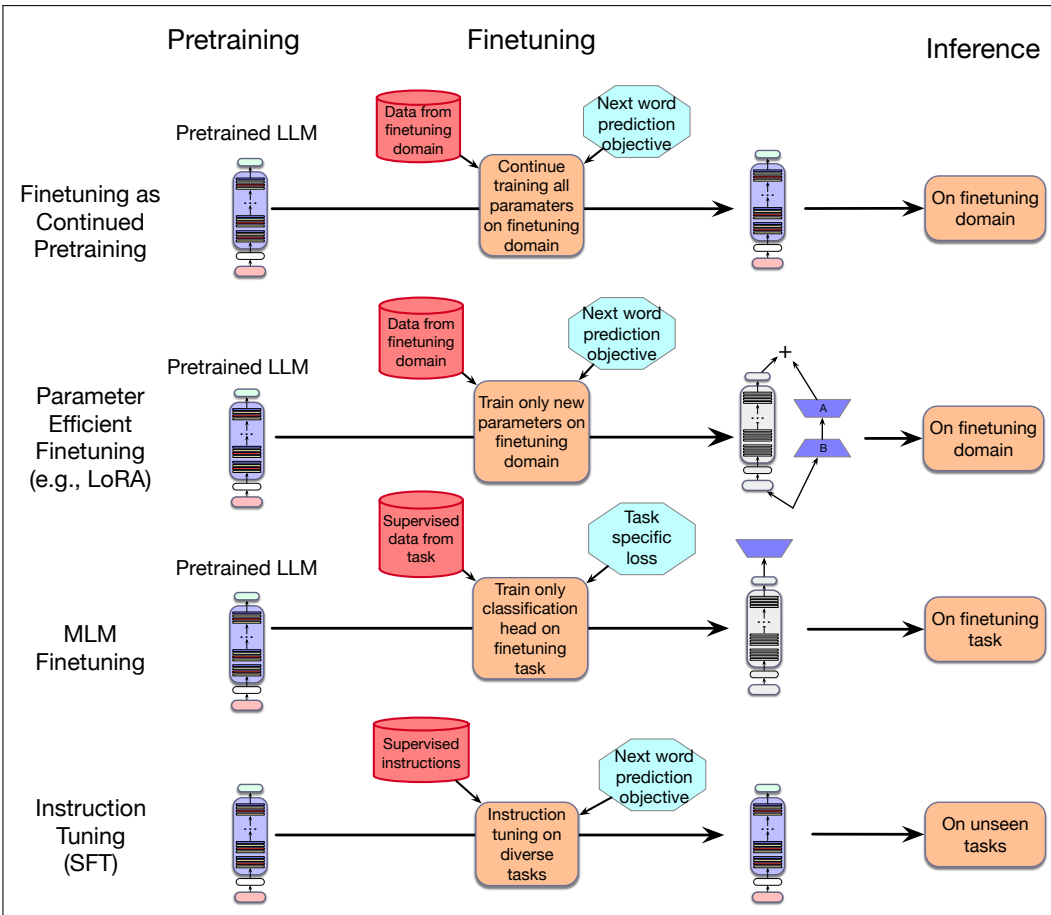 Pretraining
Finetuning
Inference
Finetuning as
Continued
Pretraining
Pretrained LLM
Data from
finetuning
domain
Next word
prediction
objective
Continue
training all
paramaters
on finetuning
domain
On finetuning
domain
Parameter
Efficient
Finetuning
(e.g., LoRA)
Pretrained LLM
Data from
finetuning
domain
Next word
prediction
objective
Train only new
parameters on
finetuning
domain
+
A
B
On finetuning
domain
MLM
Finetuning
Pretrained LLM
Supervised
data from
task
Task
specific
loss
Train only
classification
head on
finetuning
task
On finetuning
task
Instruction
Tuning
(SFT)
Supervised
instructions
Next word
prediction
objective
Instruction
tuning on
diverse
tasks
On unseen
tasks